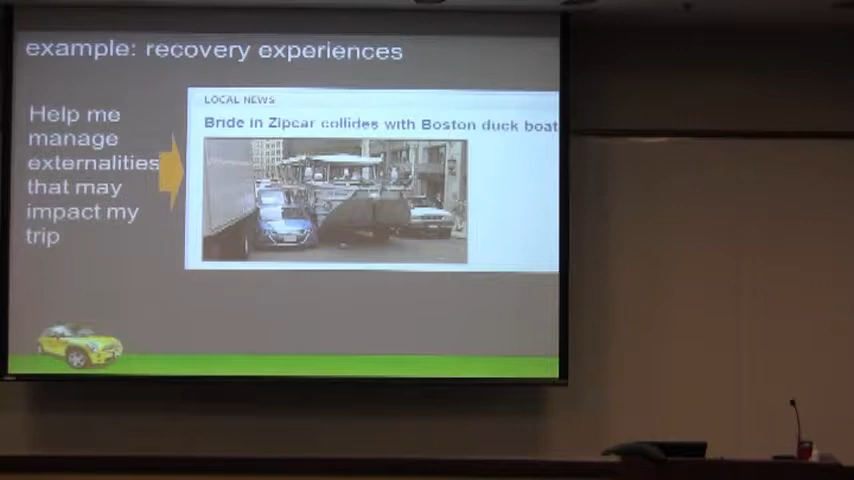 example: recovery experiences
Help me
manage
externalities
that may
impact my
trip
LOCAL NEWS
Bride in Zipcar collides with Boston duck boat